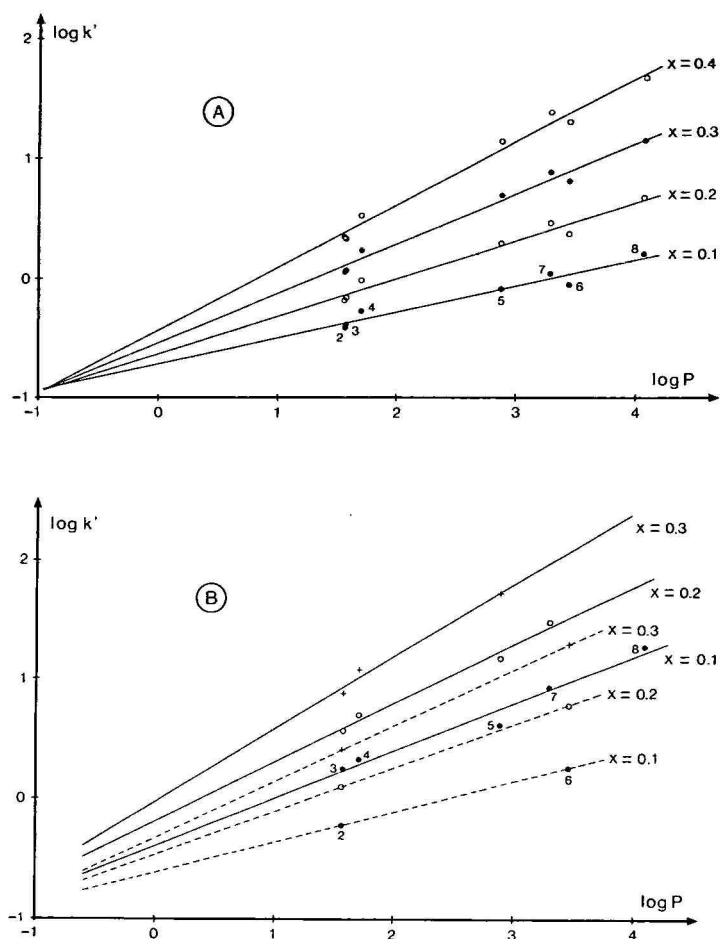 log k'
2
x = 0.4
A
x = 0.3
1
x = 0.2
8
x = 0.1
7
0
4
5
6
2
3
log P
-1
-1
0
1
2
3
4
log k'
x = 0.3
2
B
x = 0.2
x = 0.3
x = 0.1
8
1
7
x = 0.2
5
4
3
x = 0.1
6
0
2
log P
-1
-1
0
1
2
3
4